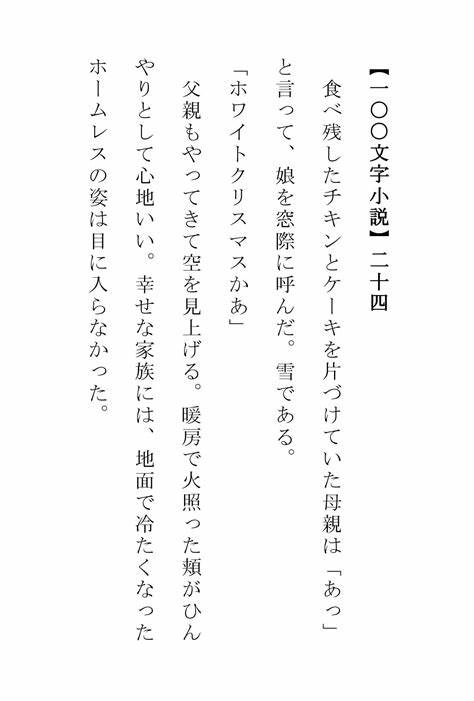 【一〇〇文字小説】二十四
食べ残したチキンとケーキを片づけていた母親は「あっ」
と言って、娘を窓際に呼んだ。雪である。
「ホワイトクリスマスかあ」
父親もやってきて空を見上げる。暖房で火照った頬がひん
やりとして心地いい。幸せな家族には、地面で冷たくなった
ホームレスの姿は目に入らなかった。